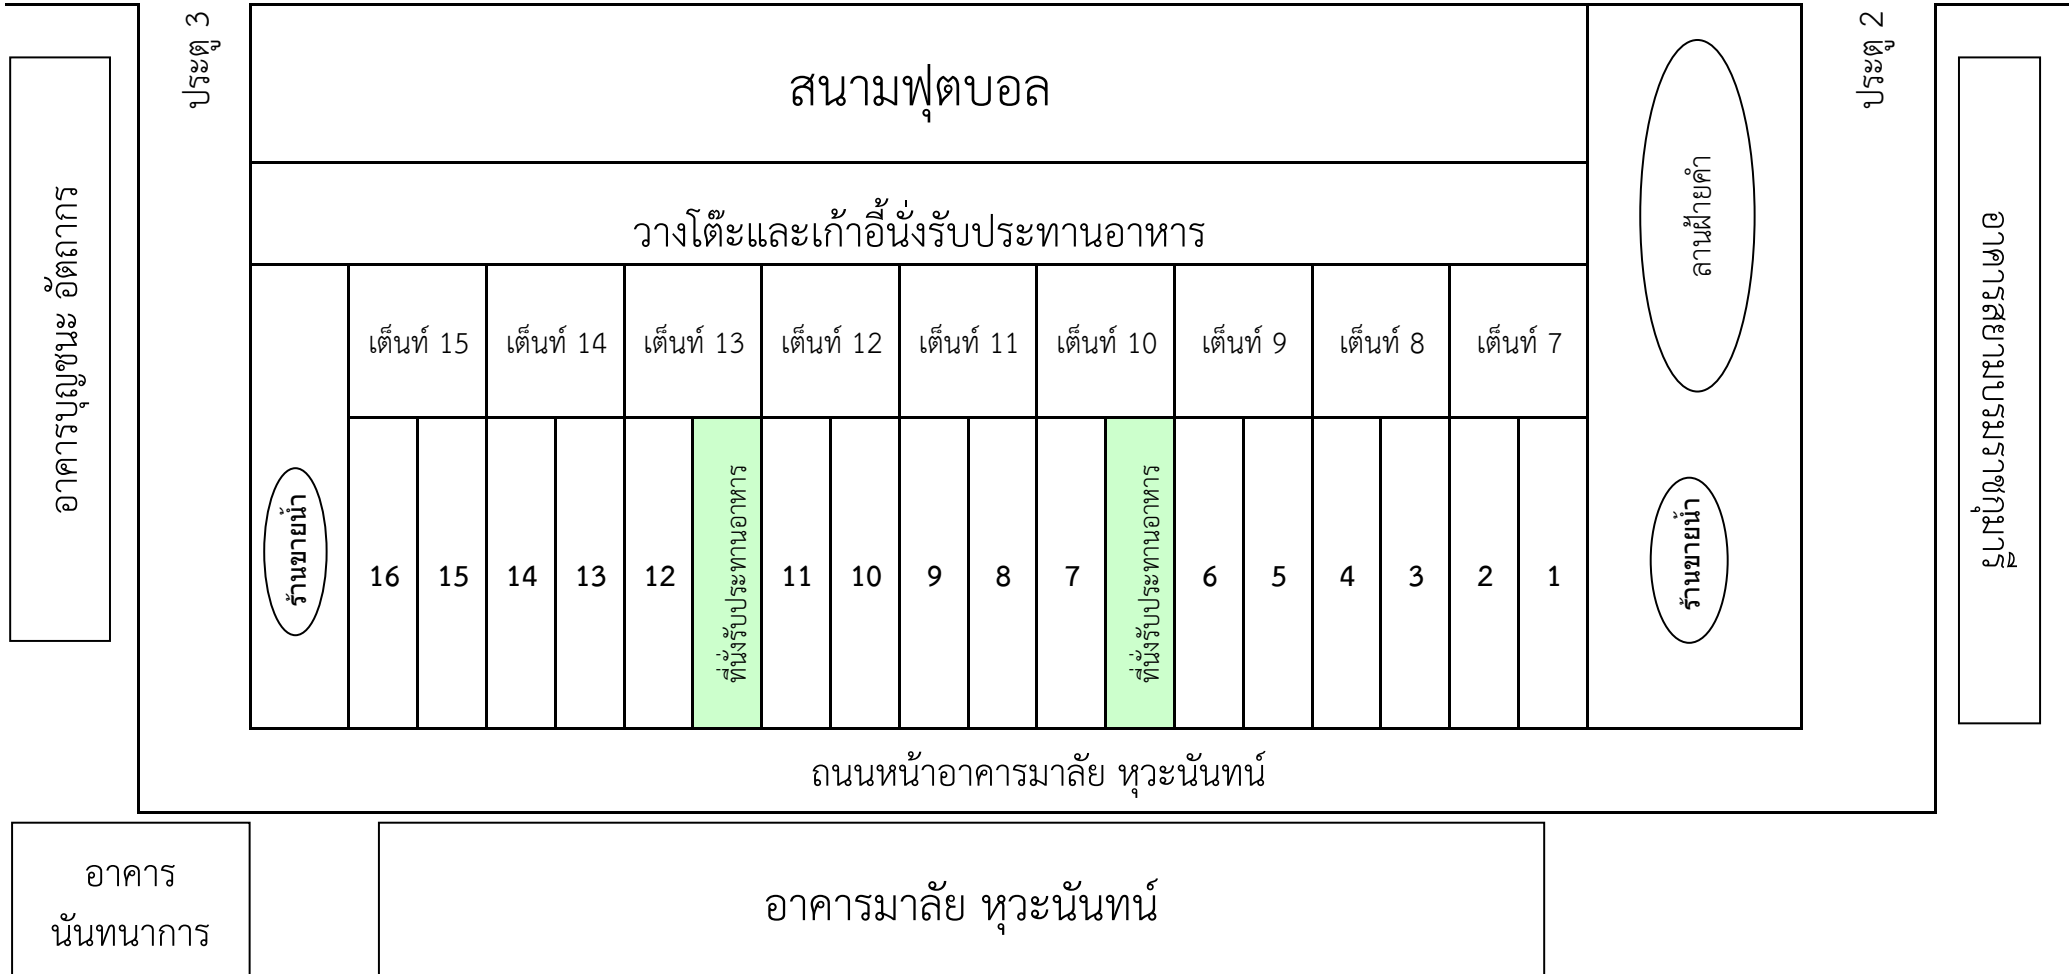 ประตู 3
ประตู 2
สนามฟุตบอล
วางโต๊ะและเก้าอี้นั่งรับประทานอาหาร
ลานฝ้ายคำ
อาคารบุญชนะ อัตถากร
อาคารสยามบรมราชกุมารี
เต็นท์ 15
เต็นท์ 14
เต็นท์ 13
เต็นท์ 12
เต็นท์ 11
เต็นท์ 10
เต็นท์ 9
เต็นท์ 8
เต็นท์ 7
ร้านขายน้ำ
16
15
14
13
12
ที่นั่งรับประทานอาหาร
11
10
9
8
7
ที่นั่งรับประทานอาหาร
6
5
4
3
2
1
ร้านขายน้ำ
ถนนหน้าอาคารมาลัย หุวะนันทน์
อาคาร
นันทนาการ
อาคารมาลัย หุวะนันทน์